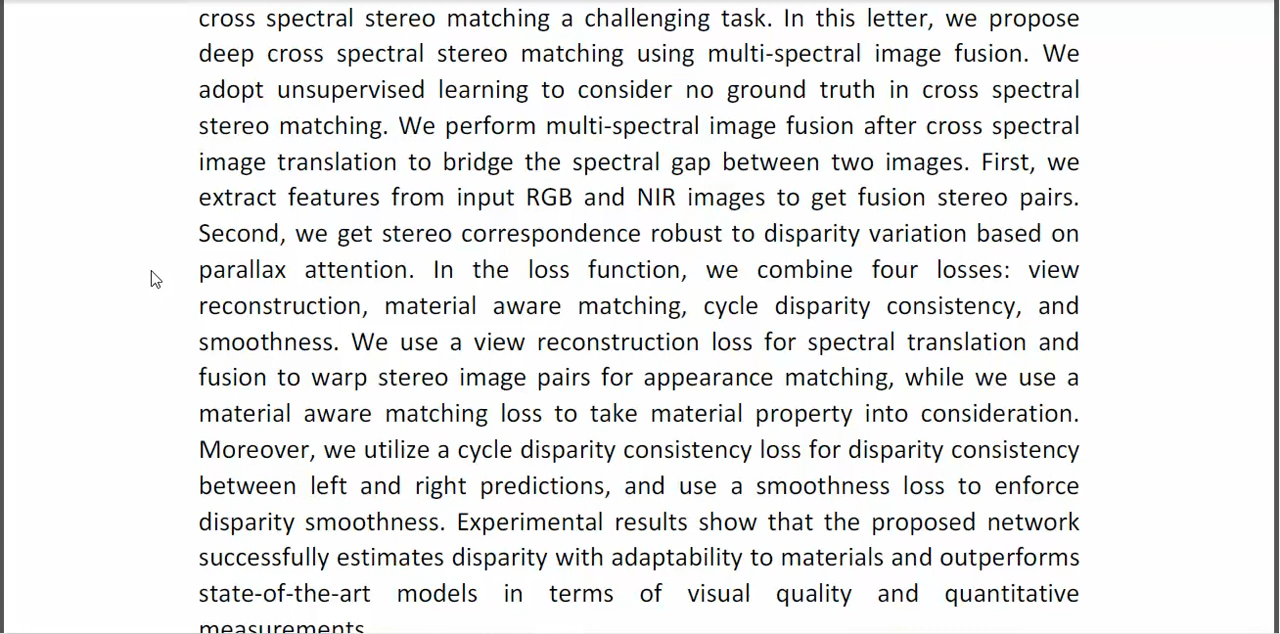 cross spectral stereo matching a challenging task. In this letter, we propose
deep cross spectral stereo matching using multi-spectral image fusion. We
adopt unsupervised learning to consider no ground truth in cross spectral
stereo matching. We perform multi-spectral image fusion after cross spectral
image translation to bridge the spectral gap between two images. First, we
extract features from input RGB and NIR images to get fusion stereo pairs.
Second, we get stereo correspondence robust to disparity variation based on
parallax attention. In the loss function, we combine four losses: view
reconstruction, material aware matching, cycle disparity consistency, and
smoothness. We use a view reconstruction loss for spectral translation and
fusion to warp stereo image pairs for appearance matching, while we use a
material aware matching loss to take material property into consideration.
Moreover, we utilize a cycle disparity consistency loss for disparity consistency
between left and right predictions, and use a smoothness loss to enforce
disparity smoothness. Experimental results show that the proposed network
successfully estimates disparity with adaptability to materials and outperforms
state-of-the-art models in terms of visual quality and quantitative
measurements.